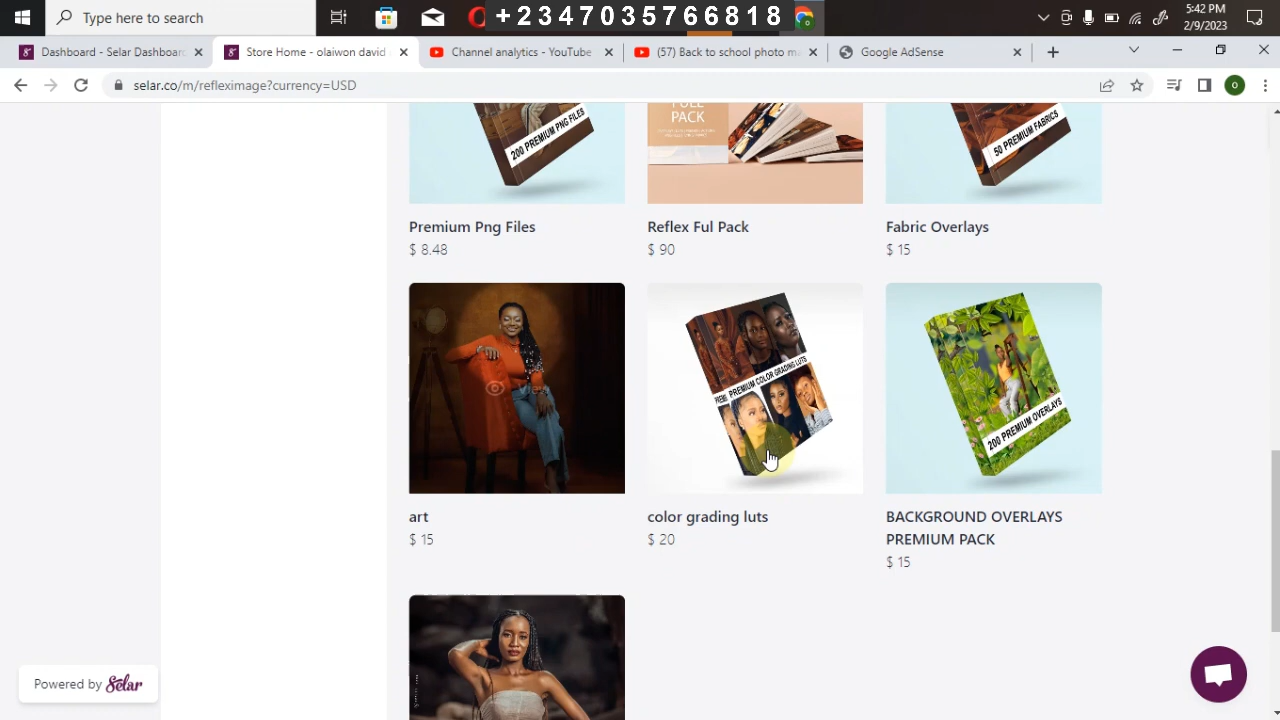 Type here to search
+2347035766818
5:42 PM
2/9/2023
Dashboard - Selar Dashboar
Store Home - olaiwon david
Channel analytics - YouTube
(57) Back to school photo ma
Google AdSense
selar.co/m/refleximage?currency=USD
O
200 PREMIUM PNG FILES
FULL
PACK
50 PREMIUM FABRICS
Premium Png Files
Reflex Ful Pack
Fabric Overlays
$ 8.48
$ 90
$ 15
View
PREMIUM COLOR GRADING LUTS
200 PREMIUM OVERLAYS
art
color grading luts
BACKGROUND OVERLAYS
PREMIUM PACK
$ 15
$ 20
$ 15
Powered by Selar